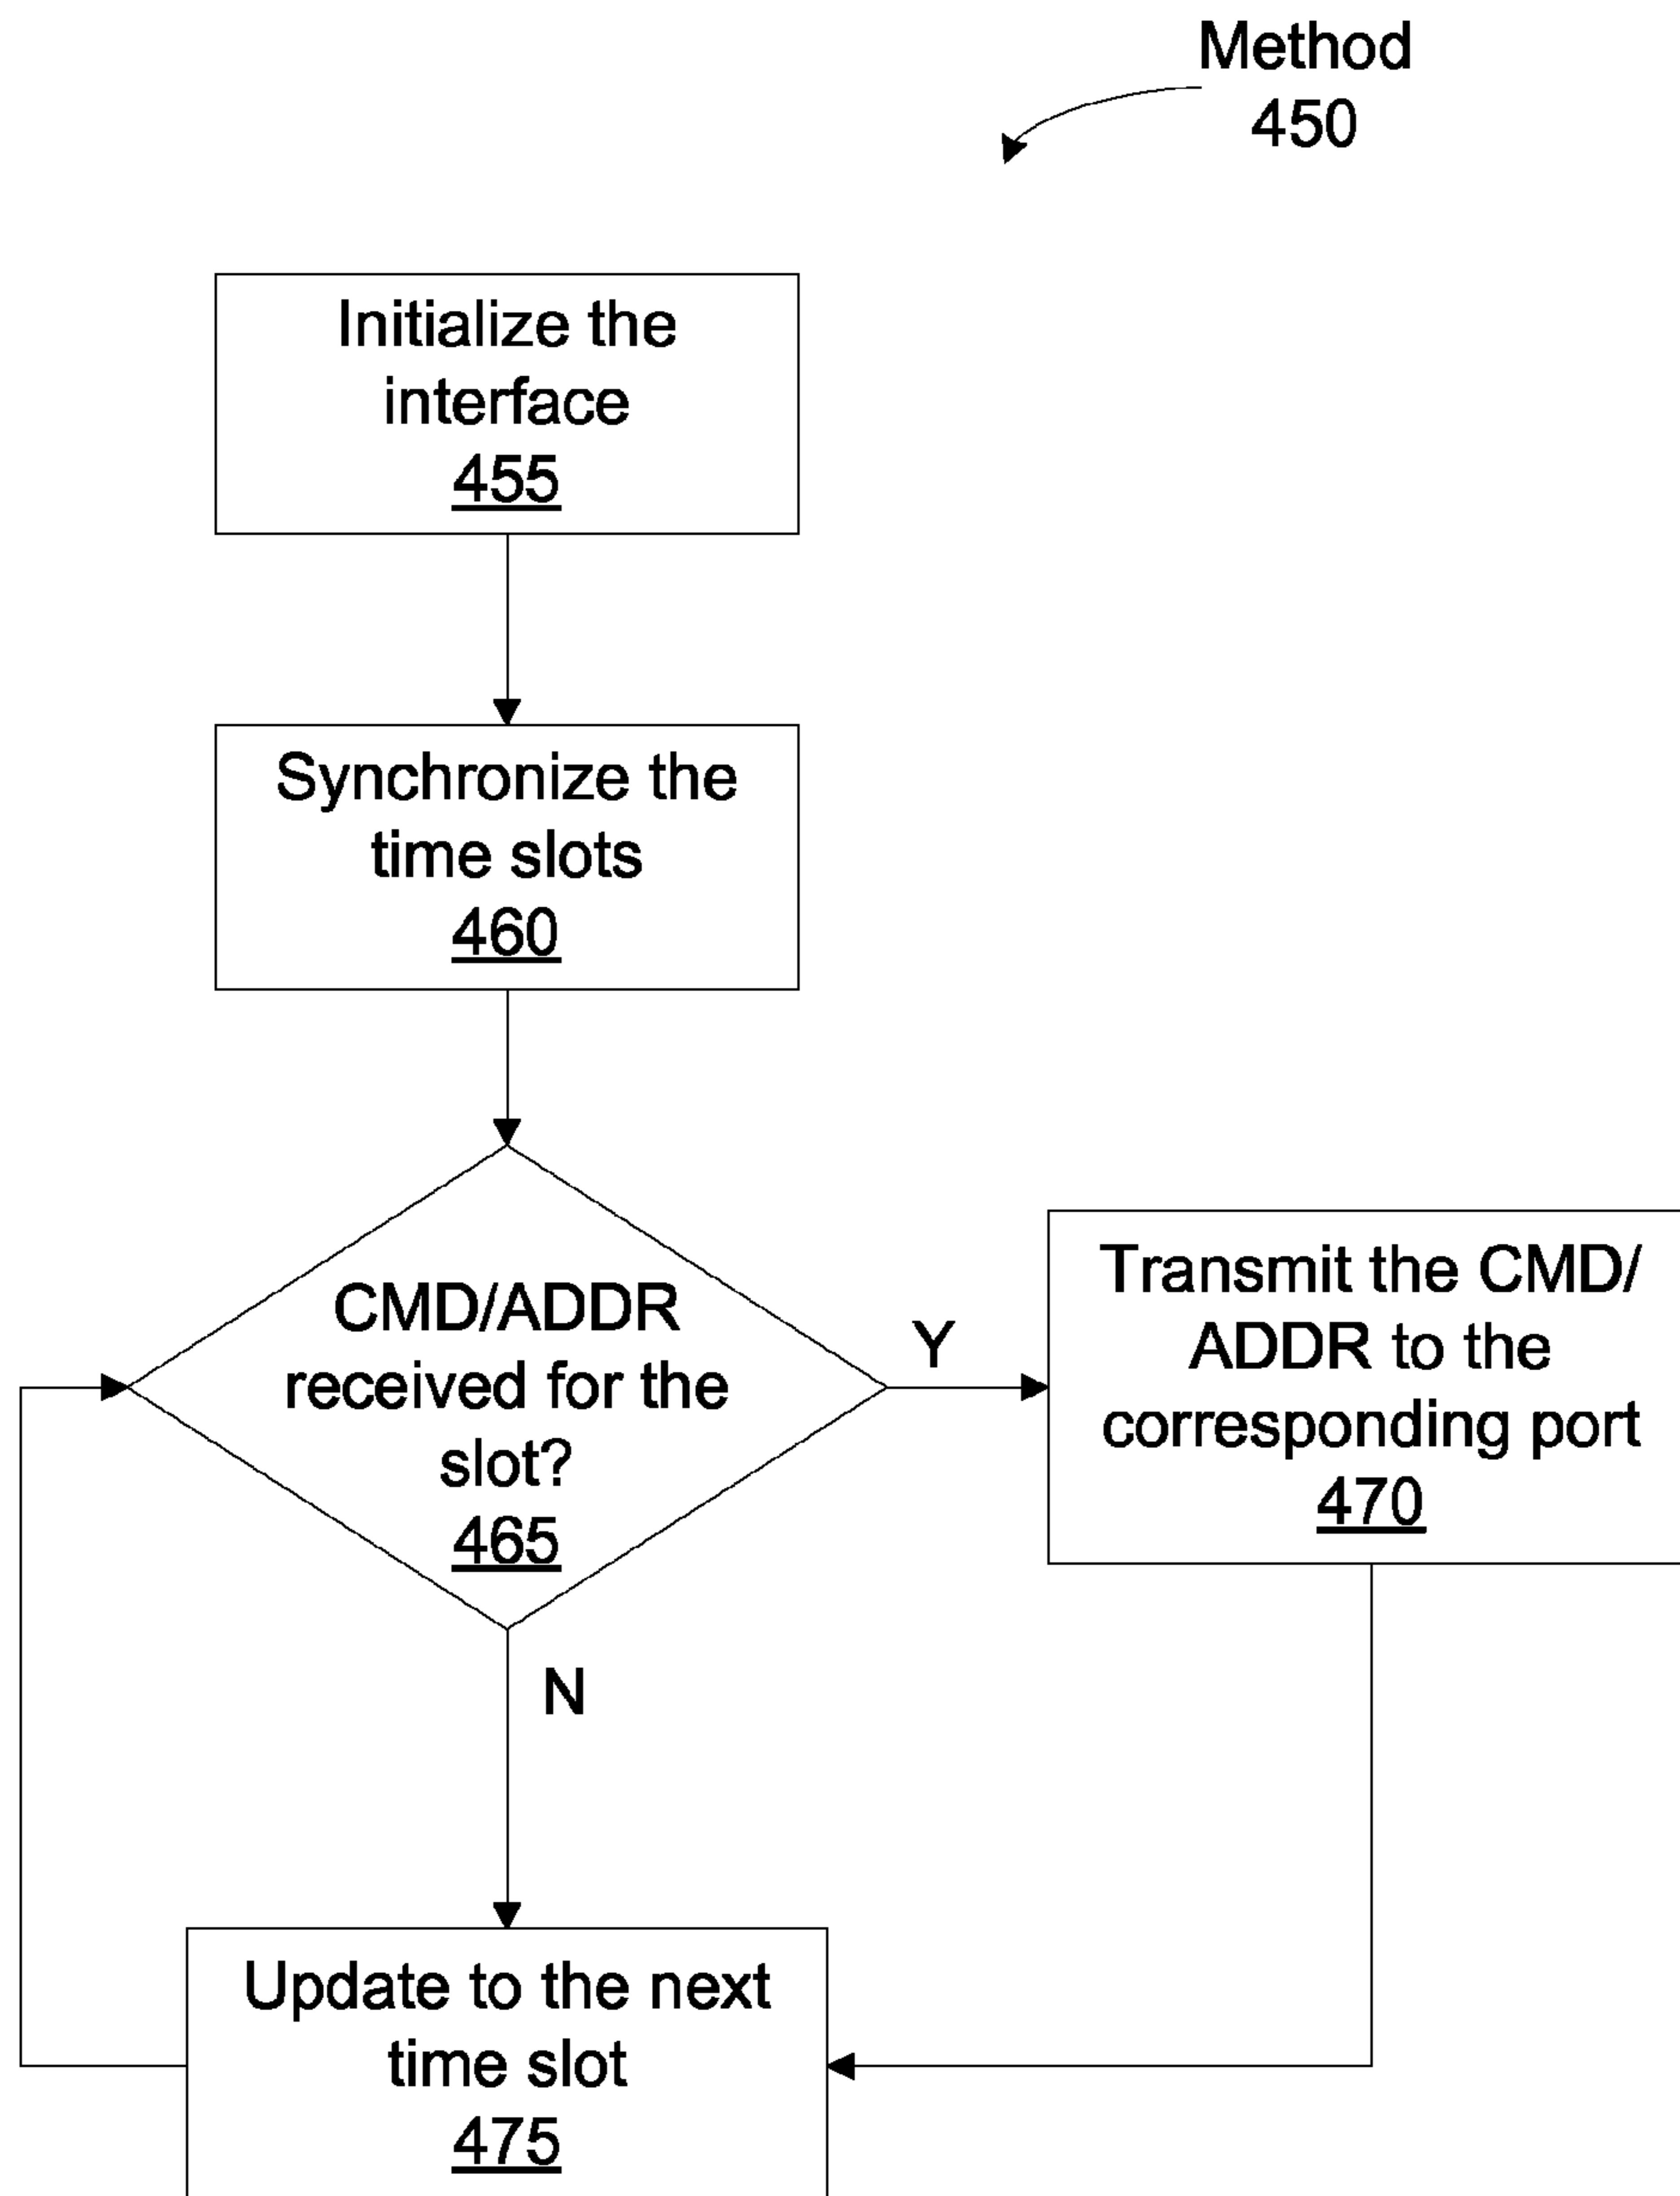 Method
450
Initialize the
interface
455
Synchronize the
time slots
460
CMD/ADDR
received for the
slot?
465
Y
Transmit the CMD/
ADDR to the
corresponding port
470
N
Update to the next
time slot
475